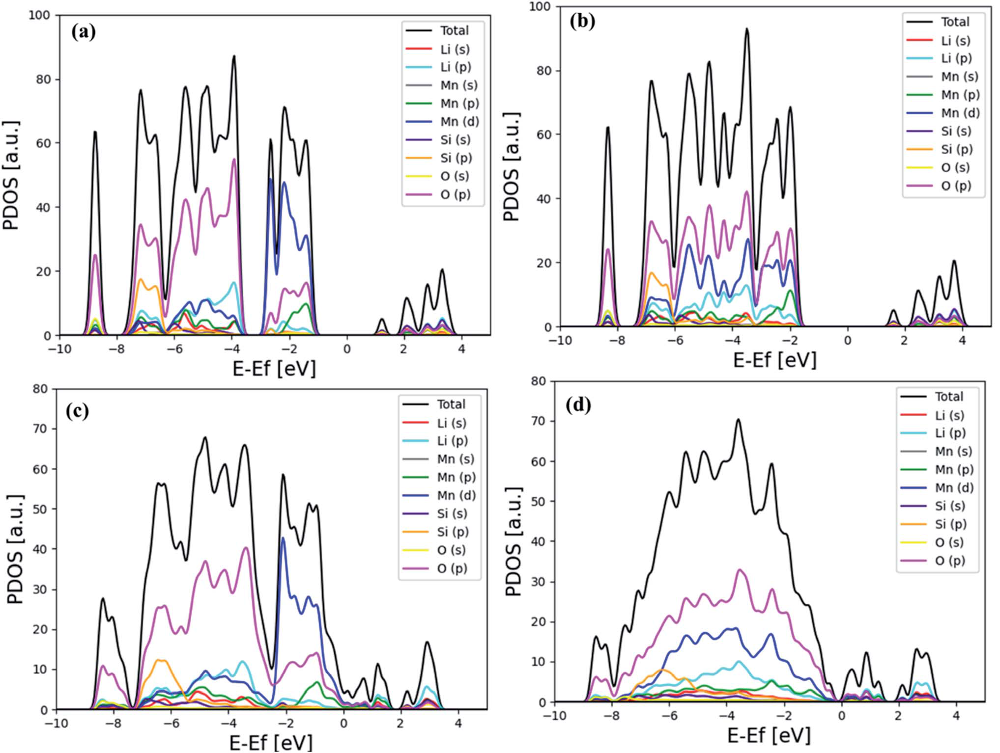 (a)
PDOS [a.u.]
100
80
60
40
20
0
−10 −8 −6 −4 −2 0 2 4
E-Ef [eV]
Total
Li (s)
Li (p)
Mn (s)
Mn (p)
Mn (d)
Si (s)
Si (p)
O (s)
O (p)
(b)
PDOS [a.u.]
100
80
60
40
20
0
−10 −8 −6 −4 −2 0 2 4
E-Ef [eV]
Total
Li (s)
Li (p)
Mn (s)
Mn (p)
Mn (d)
Si (s)
Si (p)
O (s)
O (p)
(c)
PDOS [a.u.]
80
70
60
50
40
30
20
10
0
−10 −8 −6 −4 −2 0 2 4
E-Ef [eV]
Total
Li (s)
Li (p)
Mn (s)
Mn (p)
Mn (d)
Si (s)
Si (p)
O (s)
O (p)
(d)
PDOS [a.u.]
80
70
60
50
40
30
20
10
0
−10 −8 −6 −4 −2 0 2 4
E-Ef [eV]
Total
Li (s)
Li (p)
Mn (s)
Mn (p)
Mn (d)
Si (s)
Si (p)
O (s)
O (p)